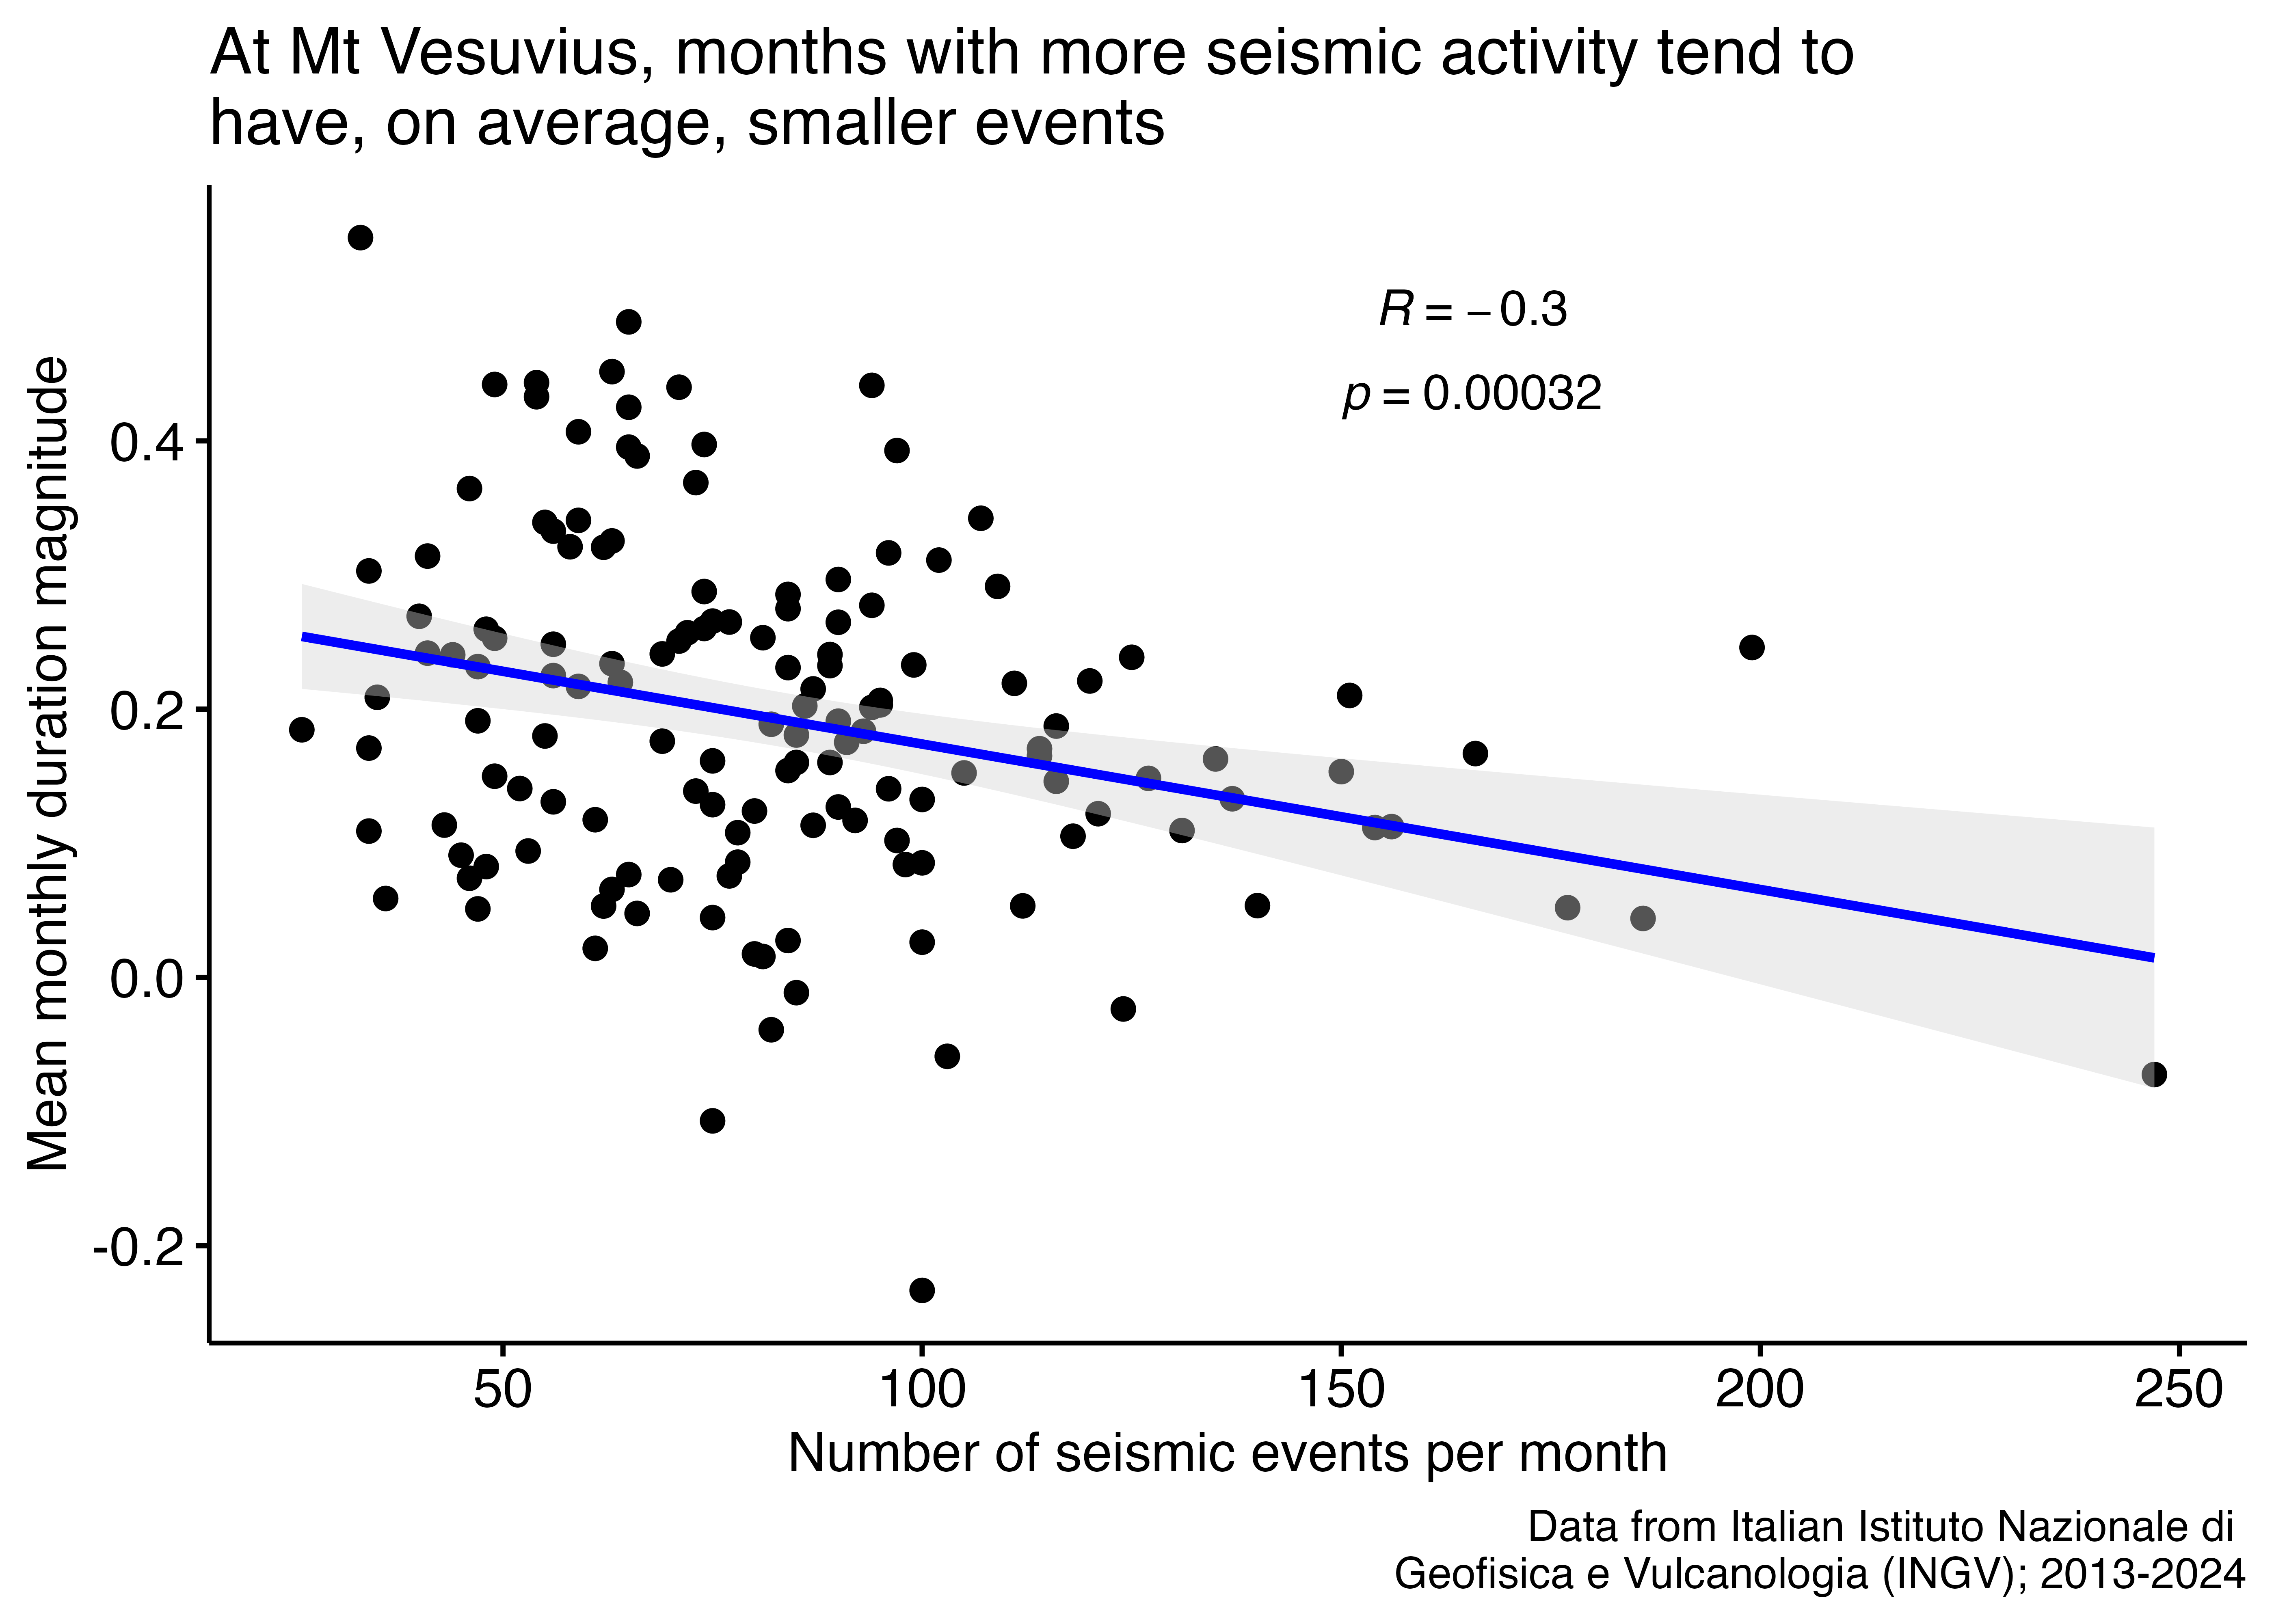 At Mt Vesuvius, months with more seismic activity tend to
have, on average, smaller events
R = −0.3
p = 0.00032
Mean monthly duration magnitude
0.4
0.2
0.0
-0.2
50 100 150 200 250
Number of seismic events per month
Data from Italian Istituto Nazionale di
Geofisica e Vulcanologia (INGV); 2013-2024